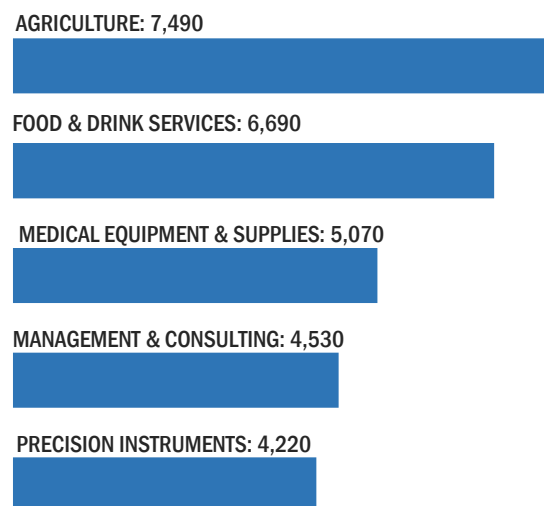 AGRICULTURE: 7,490
FOOD & DRINK SERVICES: 6,690
MEDICAL EQUIPMENT & SUPPLIES: 5,070
MANAGEMENT & CONSULTING: 4,530
PRECISION INSTRUMENTS: 4,220